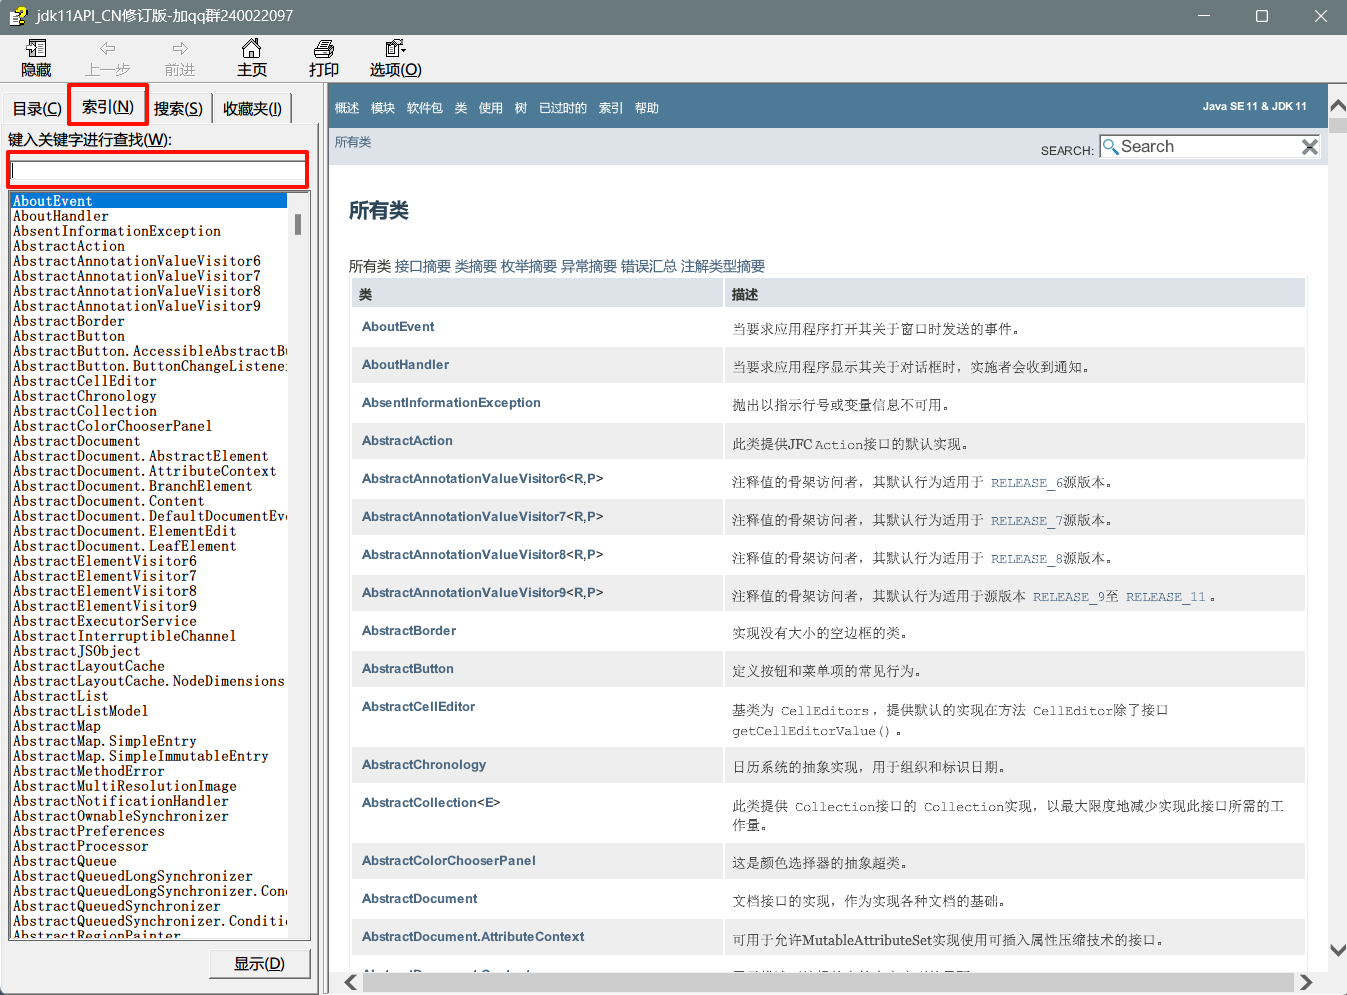 jdk11API_CN修订版-加qq群240022097
隐藏 上一步 前进 主页 打印 选项(O)
目录(C) 索引(N) 搜索(S) 收藏夹(I)
键入关键字进行查找(W):
AboutEvent
AboutHandler
AbsentInformationException
AbstractAction
AbstractAnnotationValueVisitor6
AbstractAnnotationValueVisitor7
AbstractAnnotationValueVisitor8
AbstractAnnotationValueVisitor9
AbstractBorder
AbstractButton
AbstractButton.AccessibleAbstractBu
AbstractButton.ButtonChangeListener
AbstractCellEditor
AbstractChronology
AbstractCollection
AbstractColorChooserPanel
AbstractDocument
AbstractDocument.AbstractElement
AbstractDocument.AttributeContext
AbstractDocument.BranchElement
AbstractDocument.Content
AbstractDocument.DefaultDocumentEve
AbstractDocument.ElementEdit
AbstractDocument.LeafElement
AbstractElementVisitor6
AbstractElementVisitor7
AbstractElementVisitor8
AbstractElementVisitor9
AbstractExecutorService
AbstractInterruptibleChannel
AbstractJSObject
AbstractLayoutCache
AbstractLayoutCache.NodeDimensions
AbstractList
AbstractListModel
AbstractMap
AbstractMap.SimpleEntry
AbstractMap.SimpleImmutableEntry
AbstractMethodError
AbstractMultiResolutionImage
AbstractNotificationHandler
AbstractOwnableSynchronizer
AbstractPreferences
AbstractProcessor
AbstractQueue
AbstractQueuedLongSynchronizer
AbstractQueuedLongSynchronizer.Con
AbstractQueuedSynchronizer
AbstractQueuedSynchronizer.Conditi
AbstractRegionPainter
显示(D)
概述 模块 软件包 类 使用 树 已过时的 索引 帮助
Java SE 11 & JDK 11
所有类
SEARCH: Search
所有类
所有类 接口摘要 类摘要 枚举摘要 异常摘要 错误汇总 注解类型摘要
类 描述
AboutEvent 当要求应用程序打开其关于窗口时发送的事件。
AboutHandler 当要求应用程序显示其关于对话框时，实施者会收到通知。
AbsentInformationException 抛出以指示行号或变量信息不可用。
AbstractAction 此类提供JFC Action接口的默认实现。
AbstractAnnotationValueVisitor6<R,P> 注释值的骨架访问者，其默认行为适用于 RELEASE_6源版本。
AbstractAnnotationValueVisitor7<R,P> 注释值的骨架访问者，其默认行为适用于 RELEASE_7源版本。
AbstractAnnotationValueVisitor8<R,P> 注释值的骨架访问者，其默认行为适用于 RELEASE_8源版本。
AbstractAnnotationValueVisitor9<R,P> 注释值的骨架访问者，其默认行为适用于源版本 RELEASE_9至 RELEASE_11 。
AbstractBorder 实现没有大小的空边框的类。
AbstractButton 定义按钮和菜单项的常见行为。
AbstractCellEditor 基类为 CellEditors ，提供默认的实现在方法 CellEditor除了接口
getCellEditorValue() 。
AbstractChronology 日历系统的抽象实现，用于组织和标识日期。
AbstractCollection<E> 此类提供 Collection接口的 Collection实现，以最大限度地减少实现此接口所需的工
作量。
AbstractColorChooserPanel 这是颜色选择器的抽象超类。
AbstractDocument 文档接口的实现，作为实现各种文档的基础。
AbstractDocument.AttributeContext 可用于允许MutableAttributeSet实现使用可插入属性压缩技术的接口。